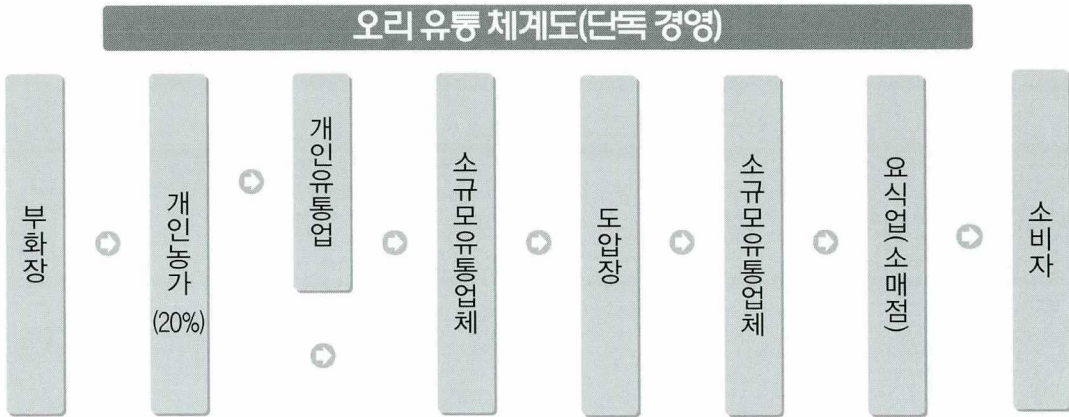 오리 유통 체계도(단독 경영)
부화장
개인농가
(20%)
개인유통업
소규모유통업체
도압장
소규모유통업체
요식업(소매점)
소비자